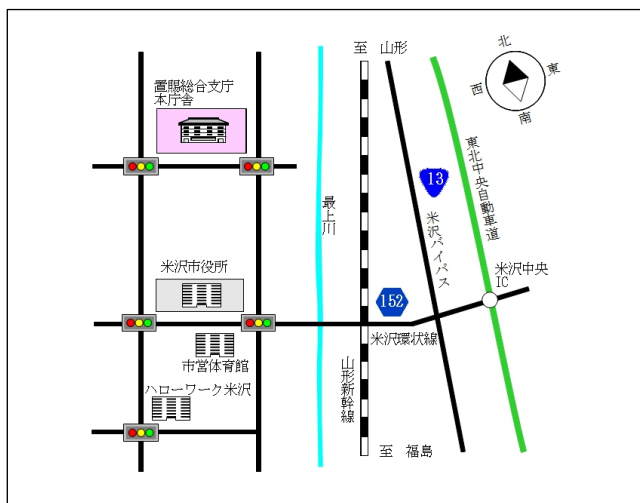 至 山形
北
東
西
南
置賜総合支庁
本庁舎
13
東北中央自動車道
最上川
米沢バイパス
米沢市役所
米沢中央
IC
152
米沢環状線
市営体育館
山形新幹線
ハローワーク米沢
至 福島